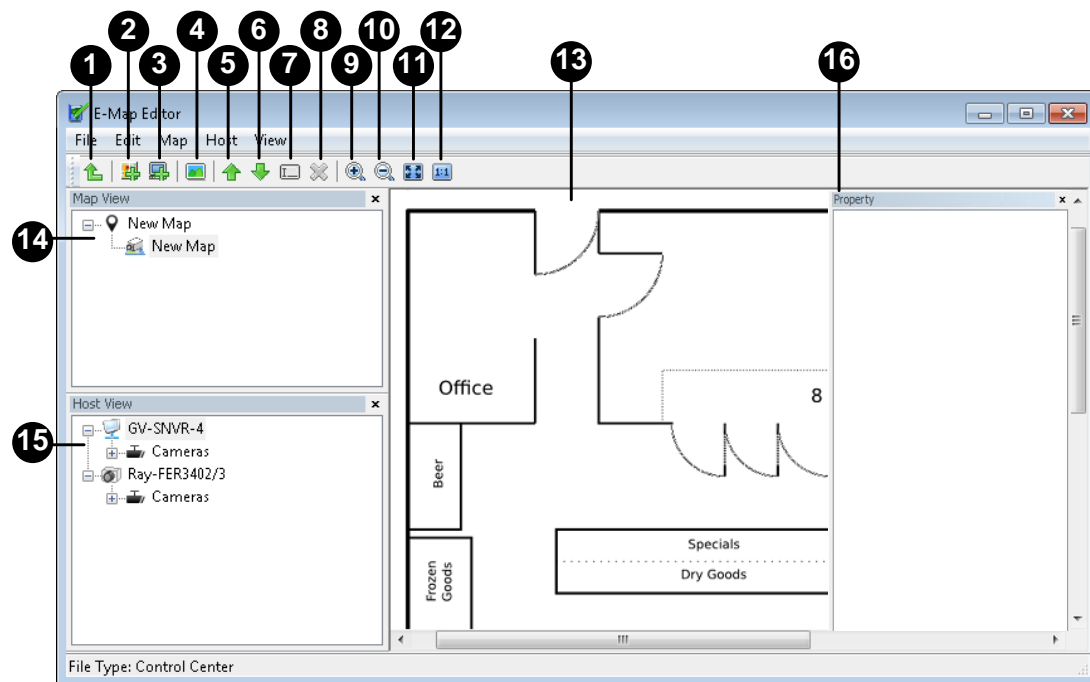 1
2
3
4
5
6
7
8
9
10
11
12
13
16
E-Map Editor
File Edit Map Host View
1:1
Map View
14
New Map
New Map
Host View
15
GV-SNVR-4
Cameras
Ray-FER3402/3
Cameras
Office
8
Beer
Frozen
Goods
Specials
Dry Goods
Property
File Type: Control Center